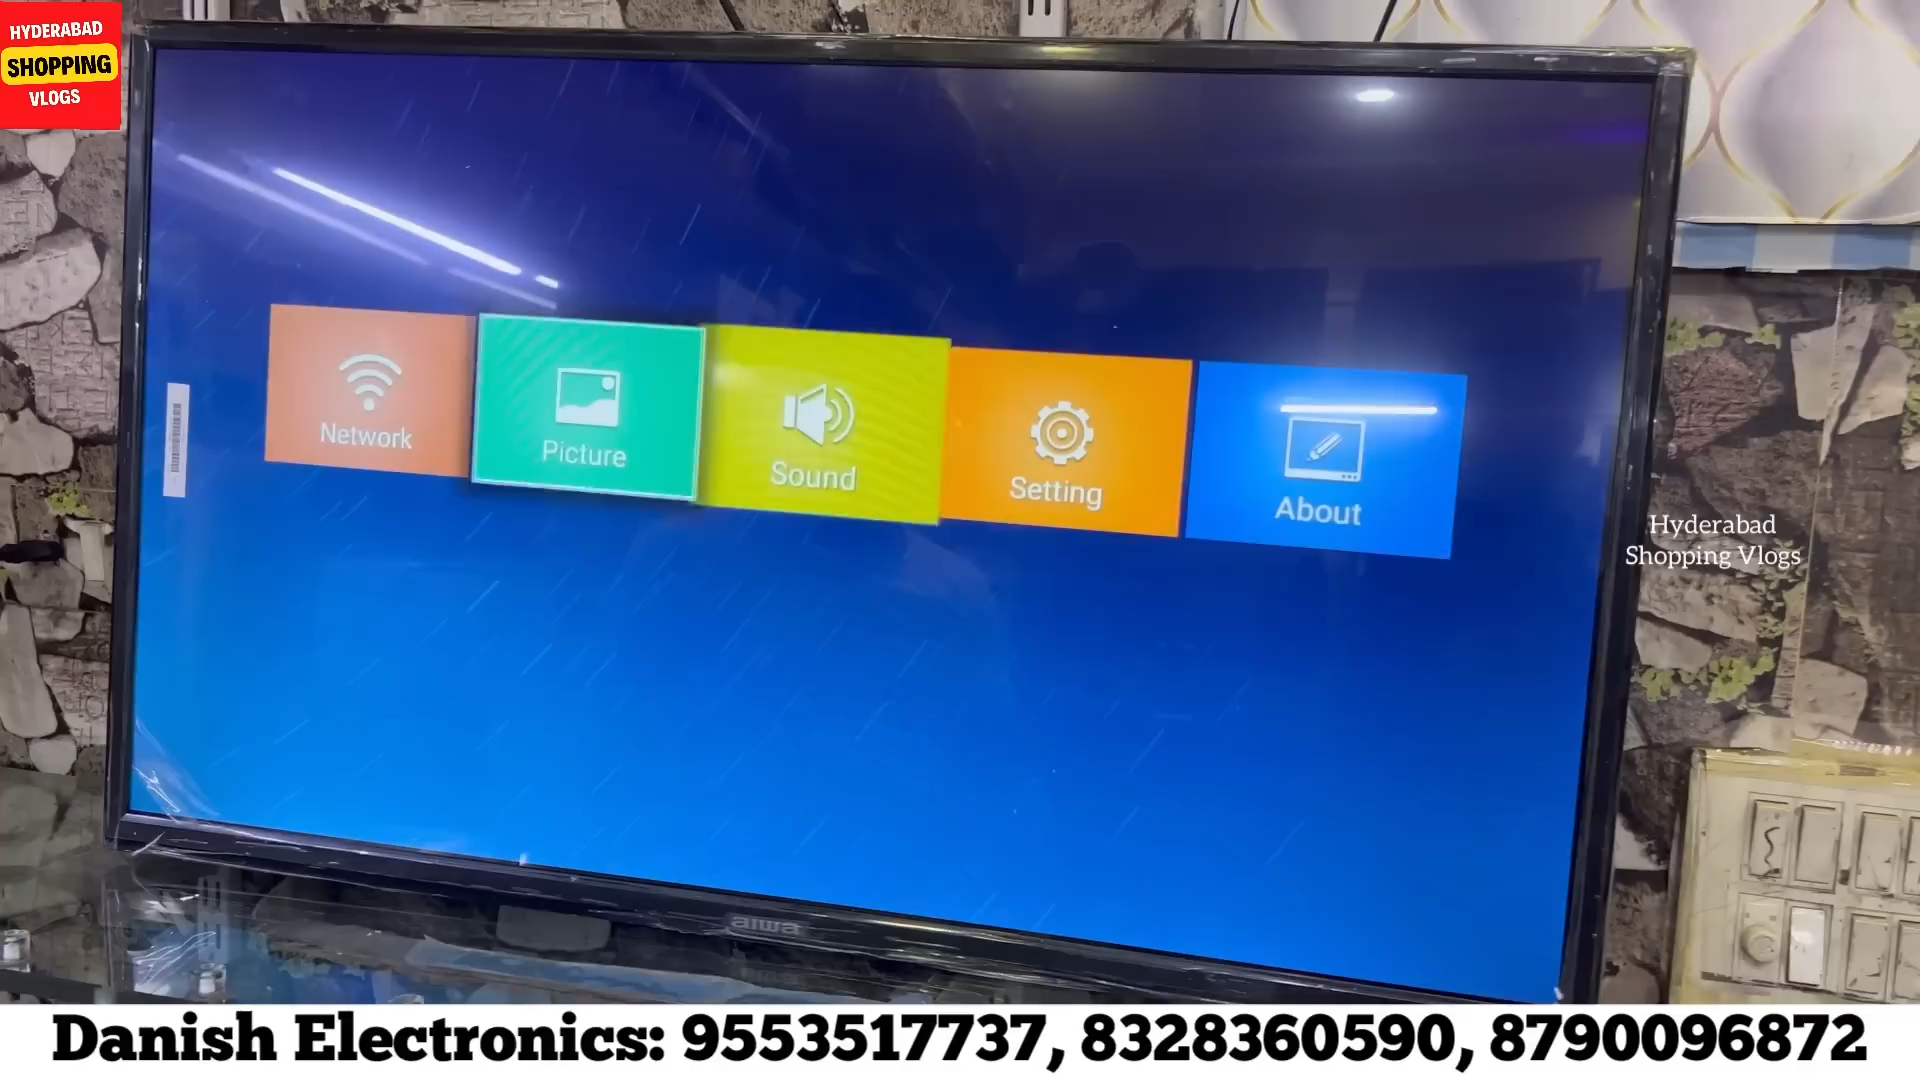 HYDERABAD
SHOPPING
VLOGS
Network
Picture
Sound
Setting
About
Hyderabad
Shopping Vlogs
aiwa
Danish Electronics: 9553517737, 8328360590, 8790096872